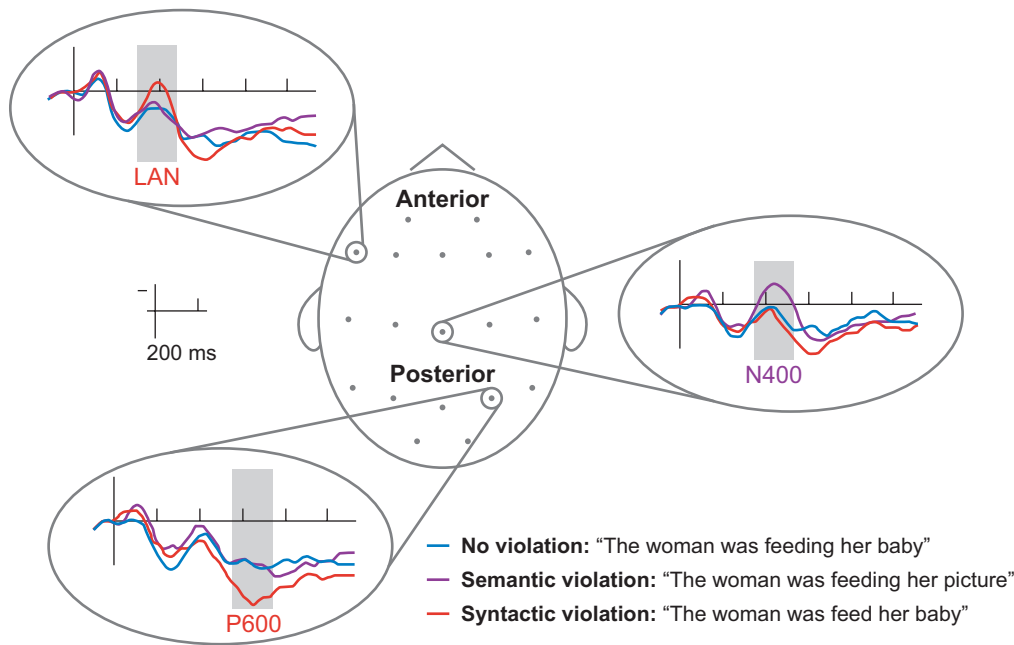 LAN
Anterior
–
200 ms
N400
Posterior
P600
No violation: “The woman was feeding her baby”
Semantic violation: “The woman was feeding her picture”
Syntactic violation: “The woman was feed her baby”